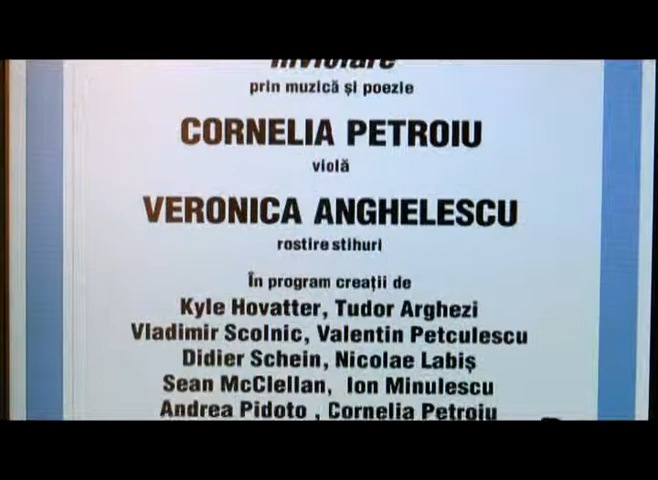 prin muzică și poezie
CORNELIA PETROIU
violă
VERONICA ANGHELESCU
rostire stihuri
În program creații de
Kyle Hovatter, Tudor Arghezi
Vladimir Scolnic, Valentin Petculescu
Didier Schein, Nicolae Labiș
Sean McClellan, Ion Minulescu
Andrea Pidoto , Cornelia Petroiu